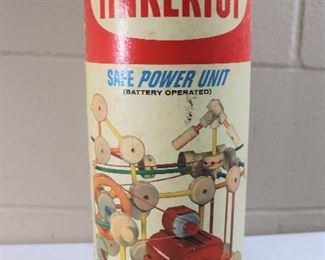 TINKERTOY
SAFE POWER UNIT
(BATTERY OPERATED)